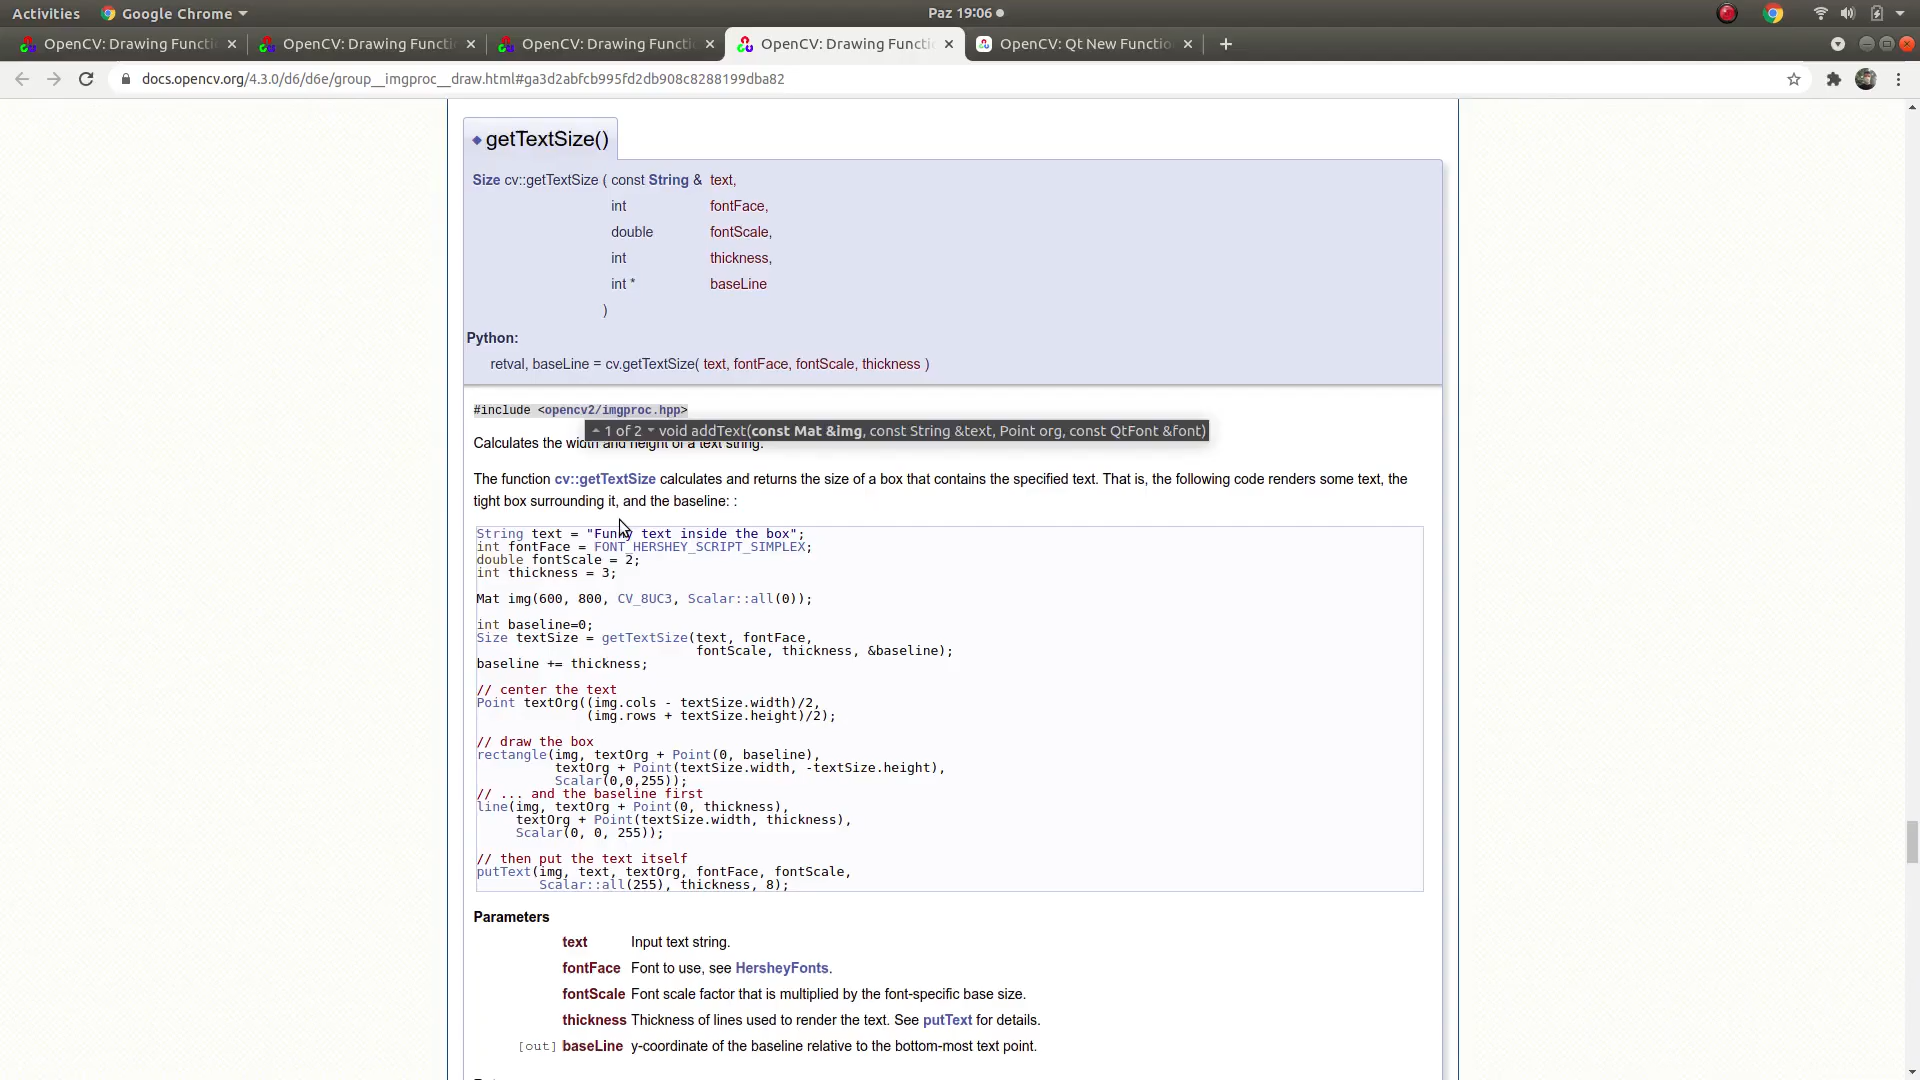 Activities Google Chrome Paz 19:06
OpenCV: Drawing Functi OpenCV: Drawing Functi OpenCV: Drawing Functi OpenCV: Drawing Functi OpenCV: Qt New Functio
docs.opencv.org/4.3.0/d6/d6e/group__imgproc__draw.html#ga3d2abfcb995fd2db908c8288199dba82
getTextSize()
Size cv::getTextSize ( const String & text,
int fontFace,
double fontScale,
int thickness,
int * baseLine
)
Python:
retval, baseLine = cv.getTextSize( text, fontFace, fontScale, thickness )
#include <opencv2/imgproc.hpp>
1 of 2 void addText(const Mat &img, const String &text, Point org, const QtFont &font)
Calculates the width and height of a text string.
The function cv::getTextSize calculates and returns the size of a box that contains the specified text. That is, the following code renders some text, the
tight box surrounding it, and the baseline: :
String text = "Funny text inside the box";
int fontFace = FONT_HERSHEY_SCRIPT_SIMPLEX;
double fontScale = 2;
int thickness = 3;
Mat img(600, 800, CV_8UC3, Scalar::all(0));
int baseline=0;
Size textSize = getTextSize(text, fontFace,
fontScale, thickness, &baseline);
baseline += thickness;
// center the text
Point textOrg((img.cols - textSize.width)/2,
(img.rows + textSize.height)/2);
// draw the box
rectangle(img, textOrg + Point(0, baseline),
textOrg + Point(textSize.width, -textSize.height),
Scalar(0,0,255));
// ... and the baseline first
line(img, textOrg + Point(0, thickness),
textOrg + Point(textSize.width, thickness),
Scalar(0, 0, 255));
// then put the text itself
putText(img, text, textOrg, fontFace, fontScale,
Scalar::all(255), thickness, 8);
Parameters
text Input text string.
fontFace Font to use, see HersheyFonts.
fontScale Font scale factor that is multiplied by the font-specific base size.
thickness Thickness of lines used to render the text. See putText for details.
[out] baseLine y-coordinate of the baseline relative to the bottom-most text point.